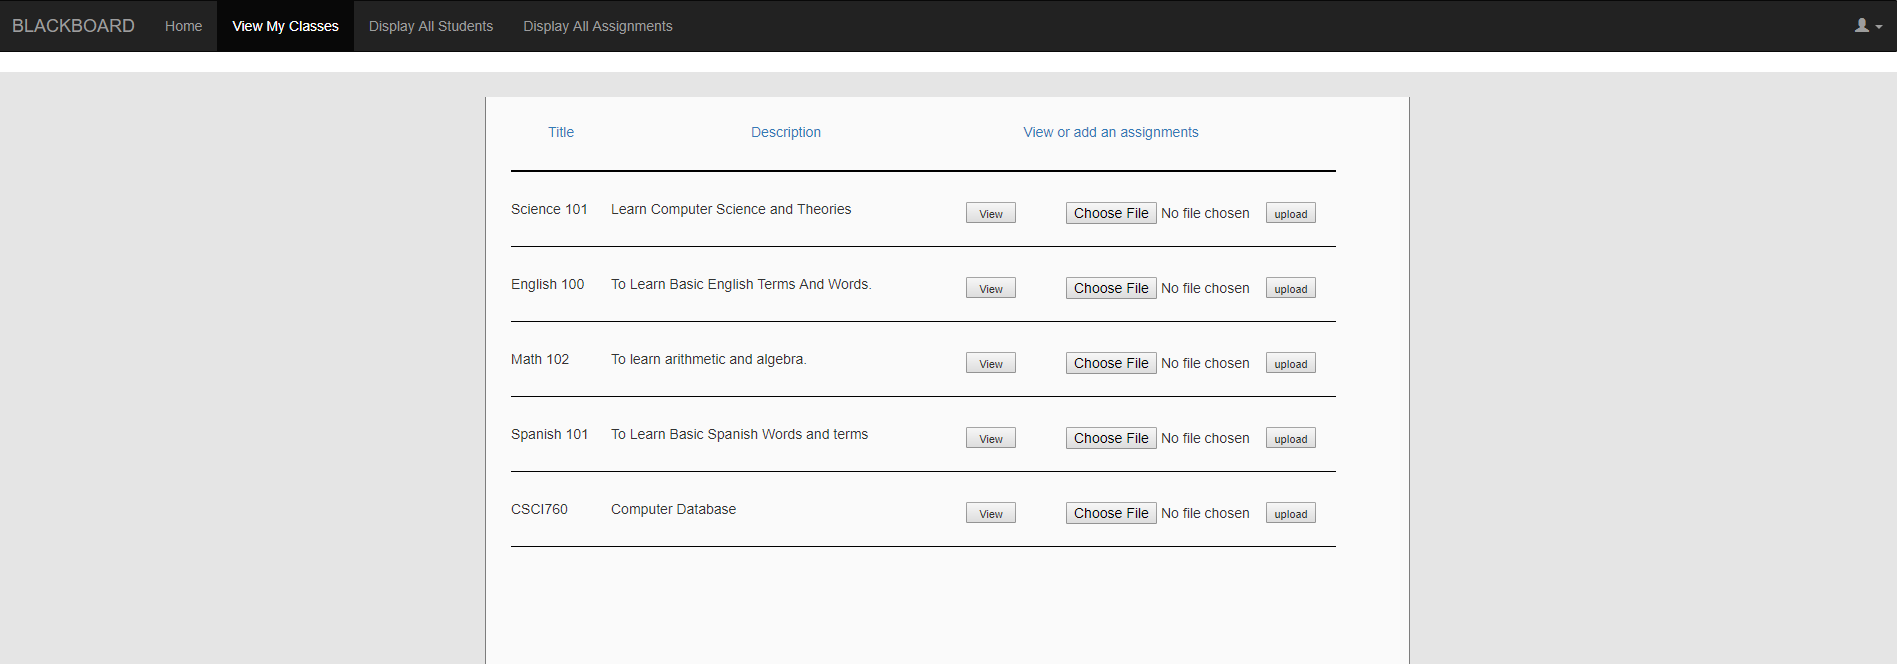 BLACKBOARD Home View My Classes Display All Students Display All Assignments
Title Description View or add an assignments
Science 101 Learn Computer Science and Theories View Choose File No file chosen upload
English 100 To Learn Basic English Terms And Words. View Choose File No file chosen upload
Math 102 To learn arithmetic and algebra. View Choose File No file chosen upload
Spanish 101 To Learn Basic Spanish Words and terms View Choose File No file chosen upload
CSCI760 Computer Database View Choose File No file chosen upload